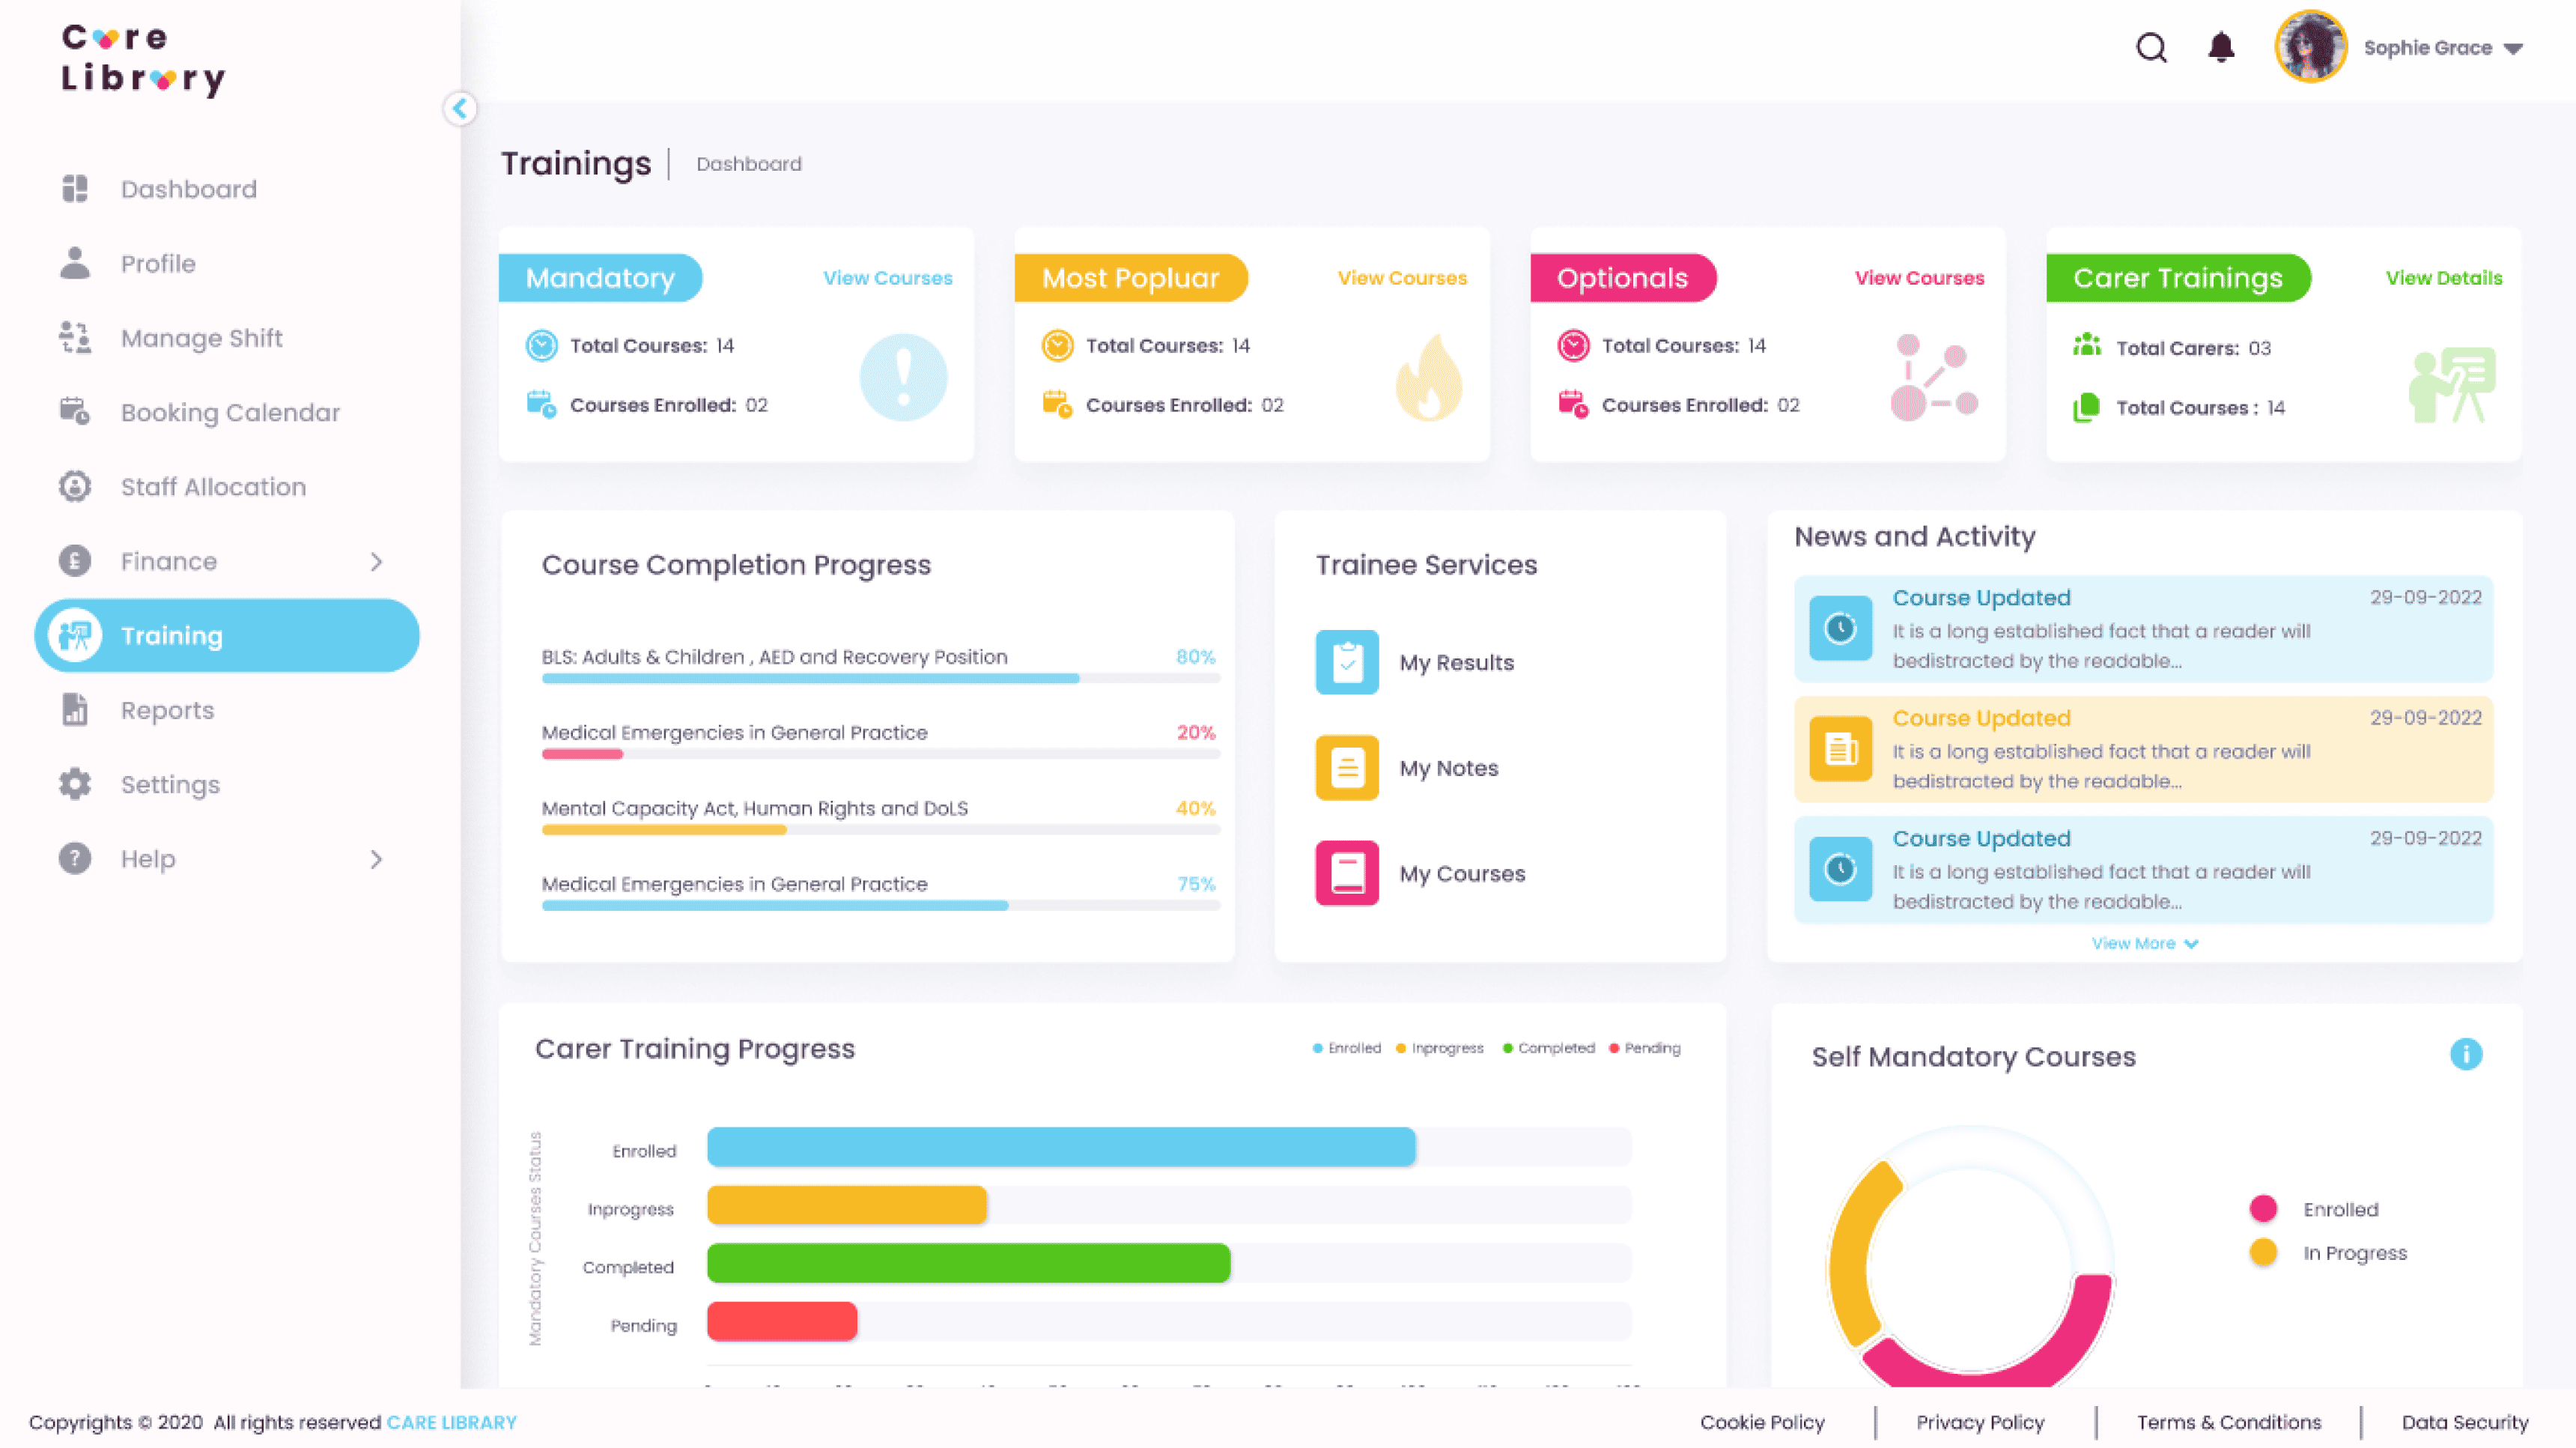 Care
Library
Sophie Grace
Dashboard
Profile
Manage Shift
Booking Calendar
Staff Allocation
Finance
Training
Reports
Settings
Help
Trainings | Dashboard
Mandatory
View Courses
Total Courses: 14
Courses Enrolled: 02
Most Popluar
View Courses
Total Courses: 14
Courses Enrolled: 02
Optionals
View Courses
Total Courses: 14
Courses Enrolled: 02
Carer Trainings
View Details
Total Carers: 03
Total Courses : 14
Course Completion Progress
BLS: Adults & Children , AED and Recovery Position 80%
Medical Emergencies in General Practice 20%
Mental Capacity Act, Human Rights and DoLS 40%
Medical Emergencies in General Practice 75%
Trainee Services
My Results
My Notes
My Courses
News and Activity
Course Updated 29-09-2022
It is a long established fact that a reader will
bedistracted by the readable...
Course Updated 29-09-2022
It is a long established fact that a reader will
bedistracted by the readable...
Course Updated 29-09-2022
It is a long established fact that a reader will
bedistracted by the readable...
View More
Carer Training Progress
Enrolled Inprogress Completed Pending
Mandatory Courses Status
Enrolled
Inprogress
Completed
Pending
Self Mandatory Courses
Enrolled
In Progress
Copyrights © 2020 All rights reserved CARE LIBRARY
Cookie Policy | Privacy Policy | Terms & Conditions | Data Security